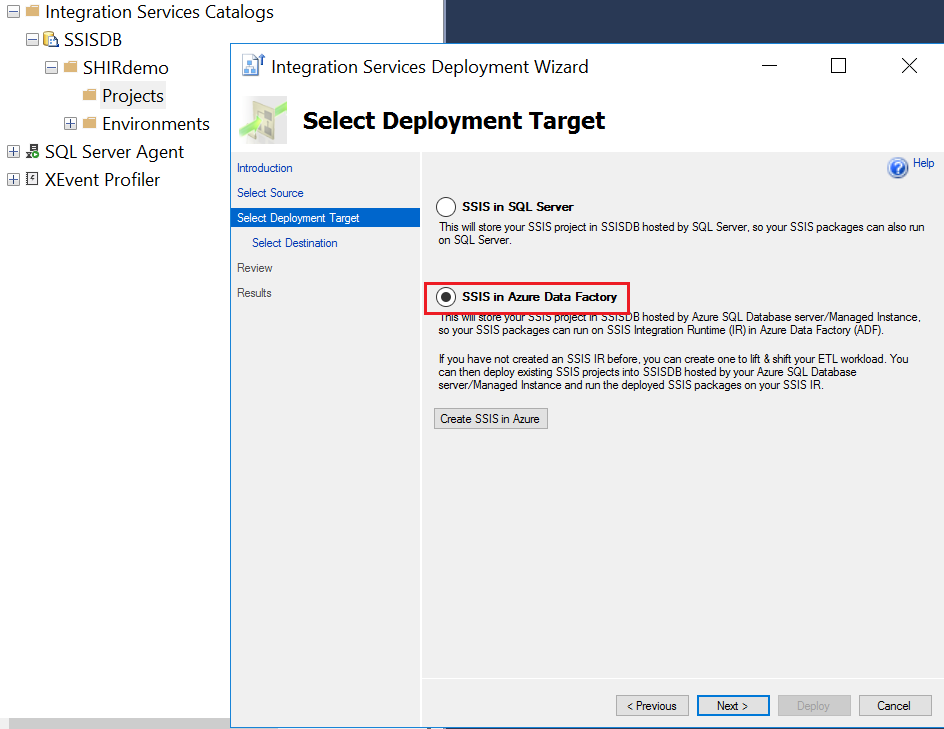 Integration Services Catalogs
SSISDB
SHIRdemo
Projects
Environments
SQL Server Agent
XEvent Profiler
Integration Services Deployment Wizard
Select Deployment Target
Introduction
Select Source
Select Deployment Target
Select Destination
Review
Results
Help
SSIS in SQL Server
This will store your SSIS project in SSISDB hosted by SQL Server, so your SSIS packages can also run
on SQL Server.
SSIS in Azure Data Factory
This will store your SSIS project in SSISDB hosted by Azure SQL Database server/Managed Instance,
so your SSIS packages can run on SSIS Integration Runtime (IR) in Azure Data Factory (ADF).
If you have not created an SSIS IR before, you can create one to lift & shift your ETL workload. You
can then deploy existing SSIS projects into SSISDB hosted by your Azure SQL Database
server/Managed Instance and run the deployed SSIS packages on your SSIS IR.
Create SSIS in Azure
< Previous
Next >
Deploy
Cancel